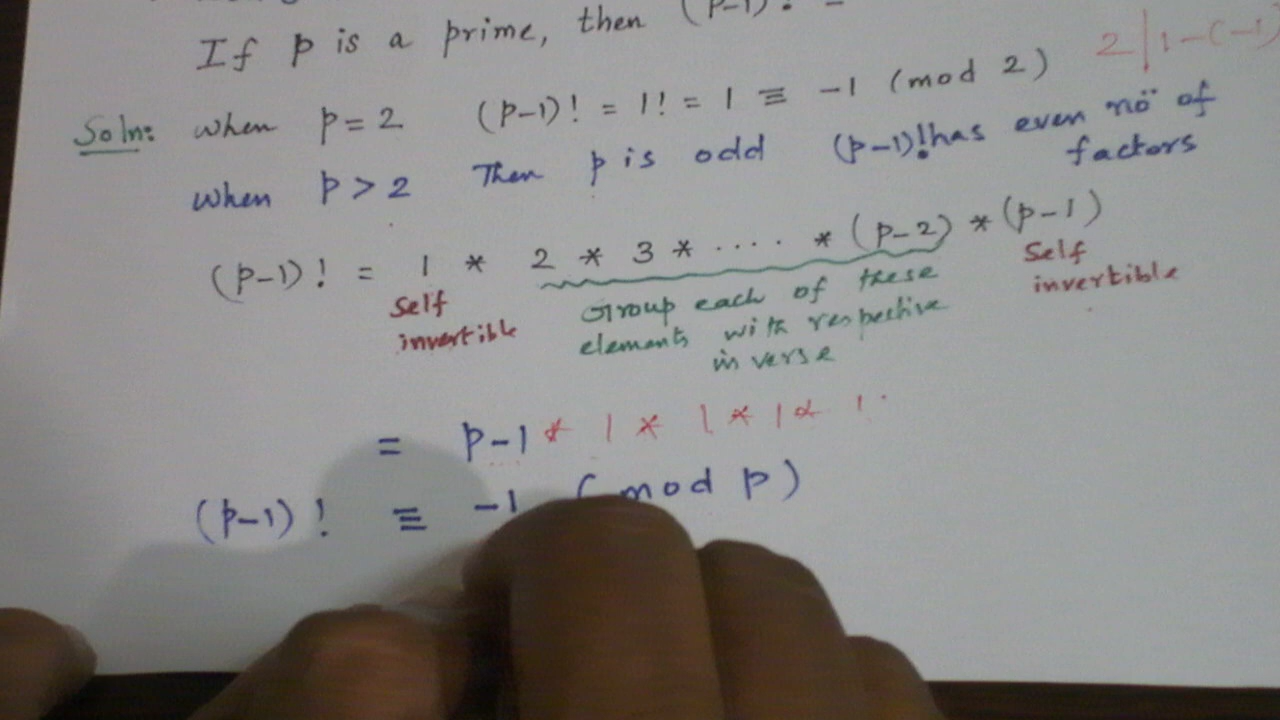 If p is a prime, then (p-1)! =
Soln: when p = 2 (p-1)! = 1! = 1 ≡ -1 (mod 2) 2 | 1-(-1)
when p > 2 Then p is odd (p-1)! has even no of
factors
(p-1)! = 1 * 2 * 3 * .... * (p-2) * (p-1)
Self
invertible
Group each of these
elements with respective
inverse
Self
invertible
= p-1 * 1 * 1 * 1 *
(p-1)! ≡ -1 (mod p)